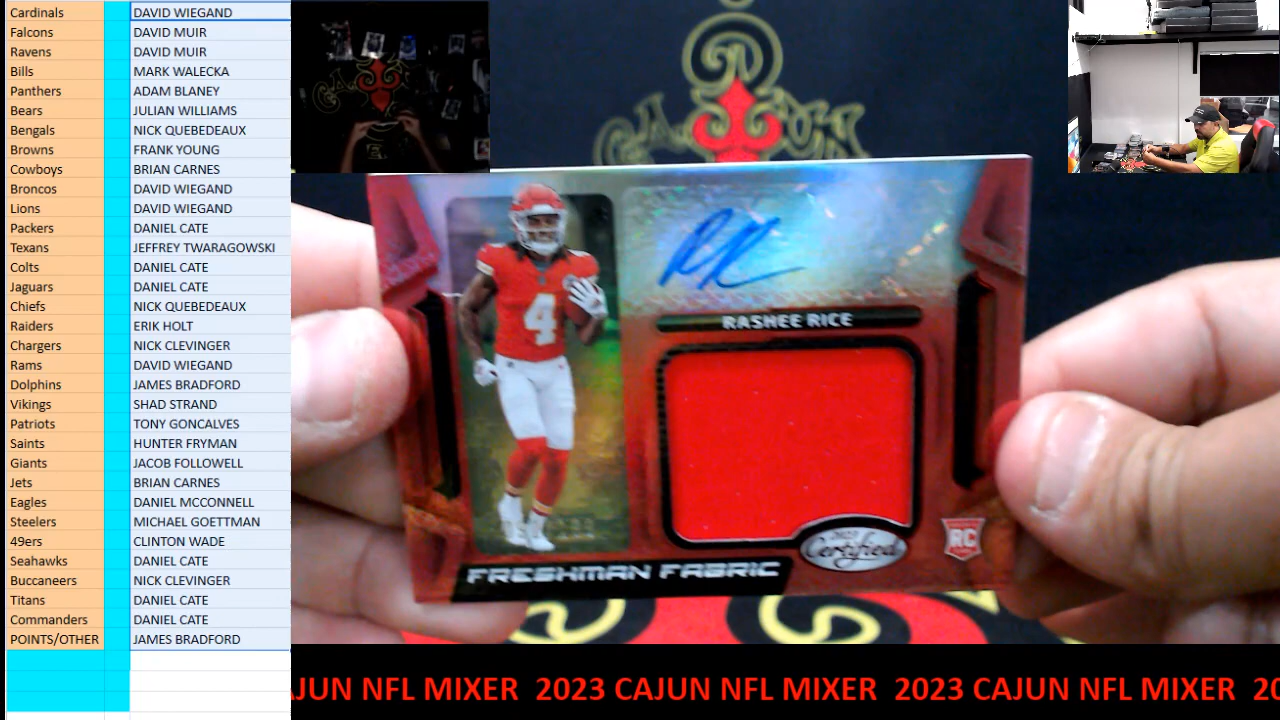 Cardinals DAVID WIEGAND
Falcons DAVID MUIR
Ravens DAVID MUIR
Bills MARK WALECKA
Panthers ADAM BLANEY
Bears JULIAN WILLIAMS
Bengals NICK QUEBEDEAUX
Browns FRANK YOUNG
Cowboys BRIAN CARNES
Broncos DAVID WIEGAND
Lions DAVID WIEGAND
Packers DANIEL CATE
Texans JEFFREY TWARAGOWSKI
Colts DANIEL CATE
Jaguars DANIEL CATE
Chiefs NICK QUEBEDEAUX
Raiders ERIK HOLT
Chargers NICK CLEVINGER
Rams DAVID WIEGAND
Dolphins JAMES BRADFORD
Vikings SHAD STRAND
Patriots TONY GONCALVES
Saints HUNTER FRYMAN
Giants JACOB FOLLOWELL
Jets BRIAN CARNES
Eagles DANIEL MCCONNELL
Steelers MICHAEL GOETTMAN
49ers CLINTON WADE
Seahawks DANIEL CATE
Buccaneers NICK CLEVINGER
Titans DANIEL CATE
Commanders DANIEL CATE
POINTS/OTHER JAMES BRADFORD
CAJUN
4
RASHEE RICE
2023
Certified
RC
FRESHMAN FABRIC
AJUN NFL MIXER 2023 CAJUN NFL MIXER 2023 CAJUN NFL MIXER 20